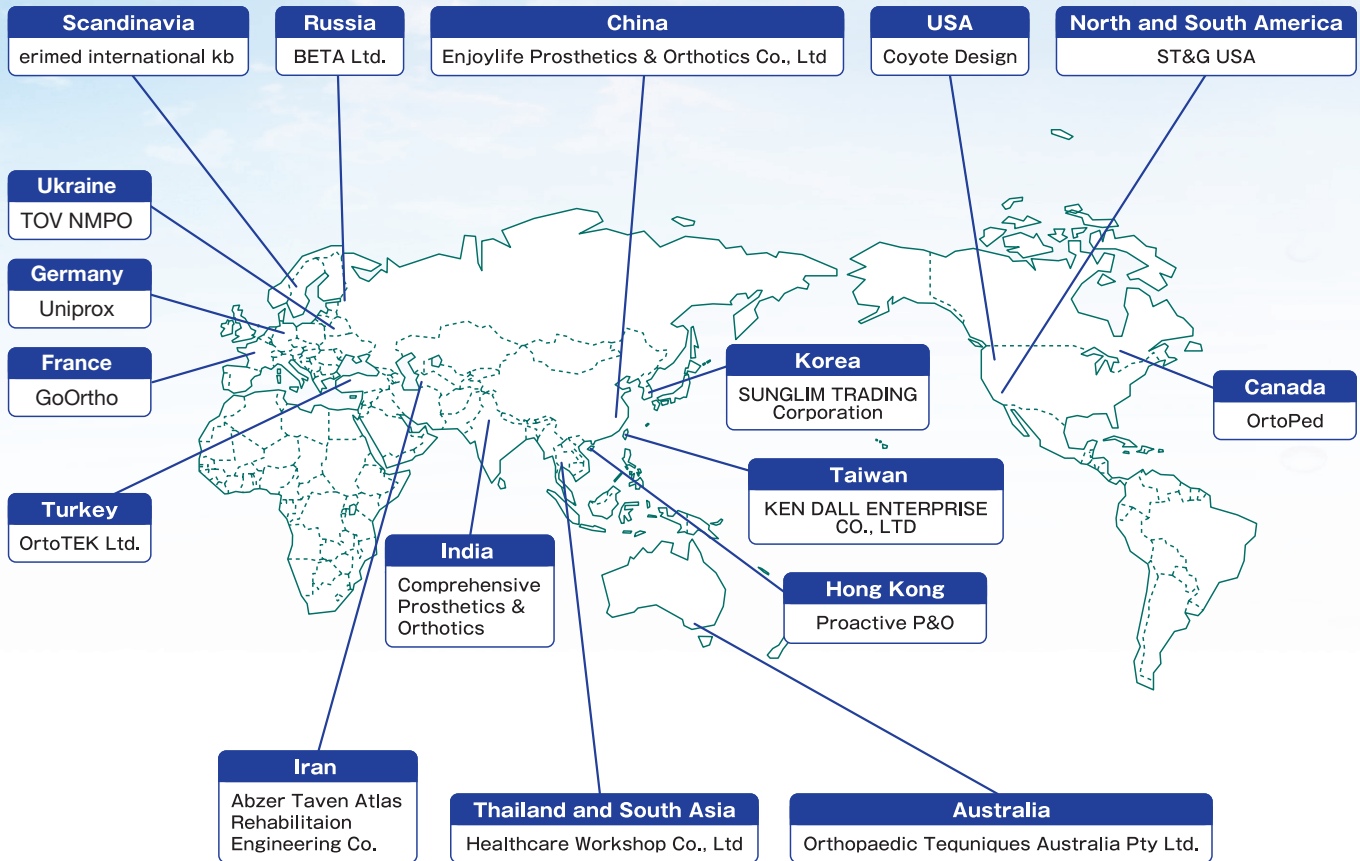 Scandinavia
erimed international kb
Russia
BETA Ltd.
China
Enjoylife Prosthetics & Orthotics Co., Ltd
USA
Coyote Design
North and South America
ST&G USA
Ukraine
TOV NMPO
Germany
Uniprox
France
GoOrtho
Korea
SUNGLIM TRADING
Corporation
Canada
OrtoPed
Turkey
OrtoTEK Ltd.
Taiwan
KEN DALL ENTERPRISE
CO., LTD
India
Comprehensive
Prosthetics &
Orthotics
Hong Kong
Proactive P&O
Iran
Abzer Taven Atlas
Rehabilitaion
Engineering Co.
Thailand and South Asia
Healthcare Workshop Co., Ltd
Australia
Orthopaedic Tequniques Australia Pty Ltd.